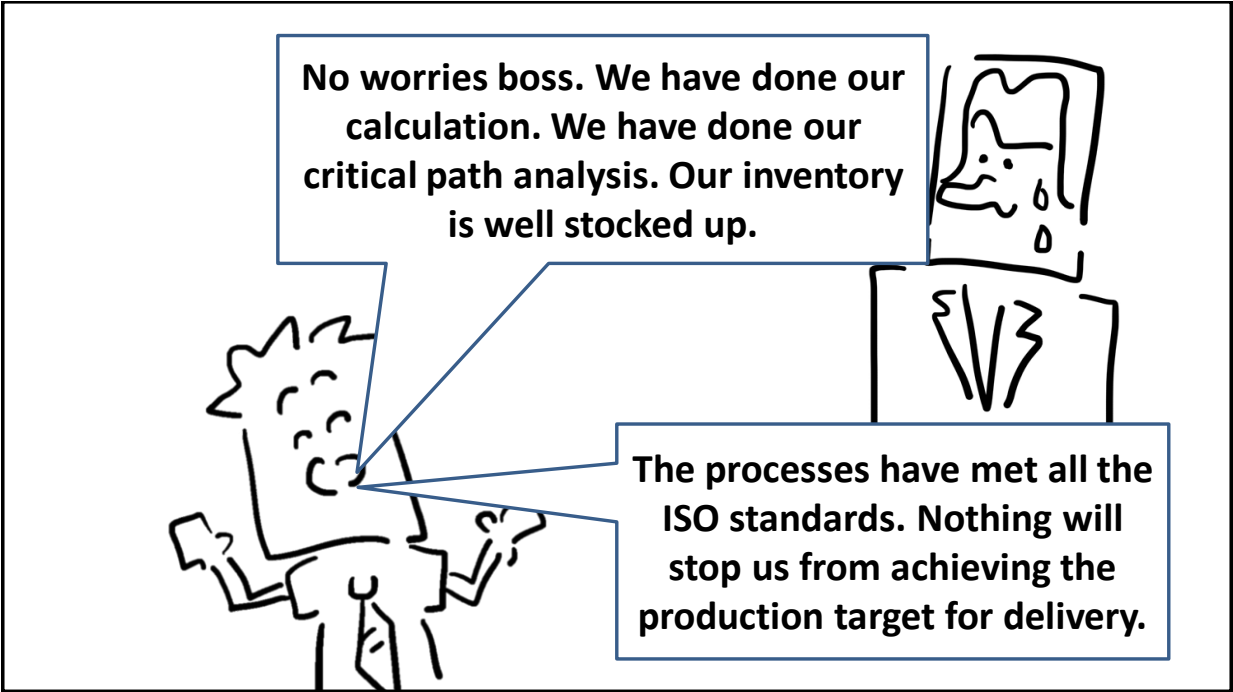 No worries boss. We have done our
calculation. We have done our
critical path analysis. Our inventory
is well stocked up.
The processes have met all the
ISO standards. Nothing will
stop us from achieving the
production target for delivery.